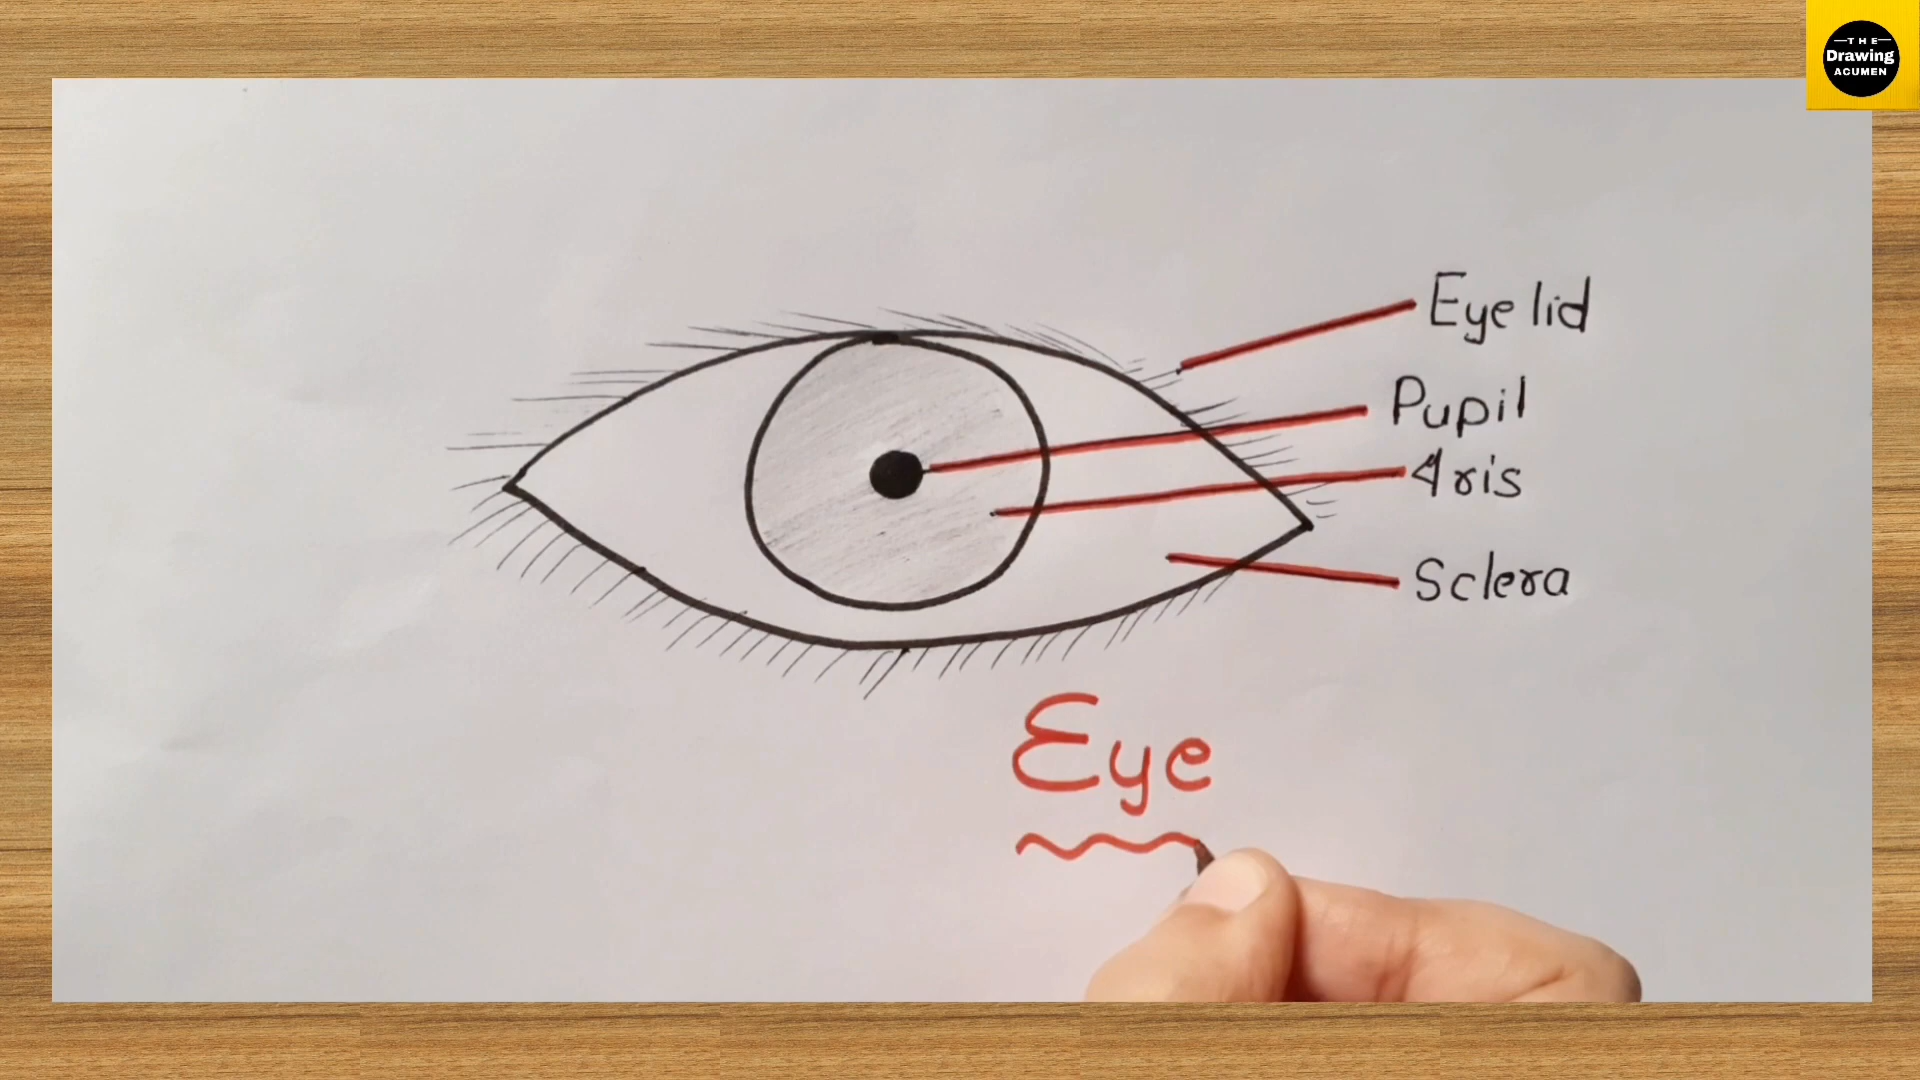 THE
Drawing
ACUMEN
Eye lid
Pupil
Iris
Sclera
Eye